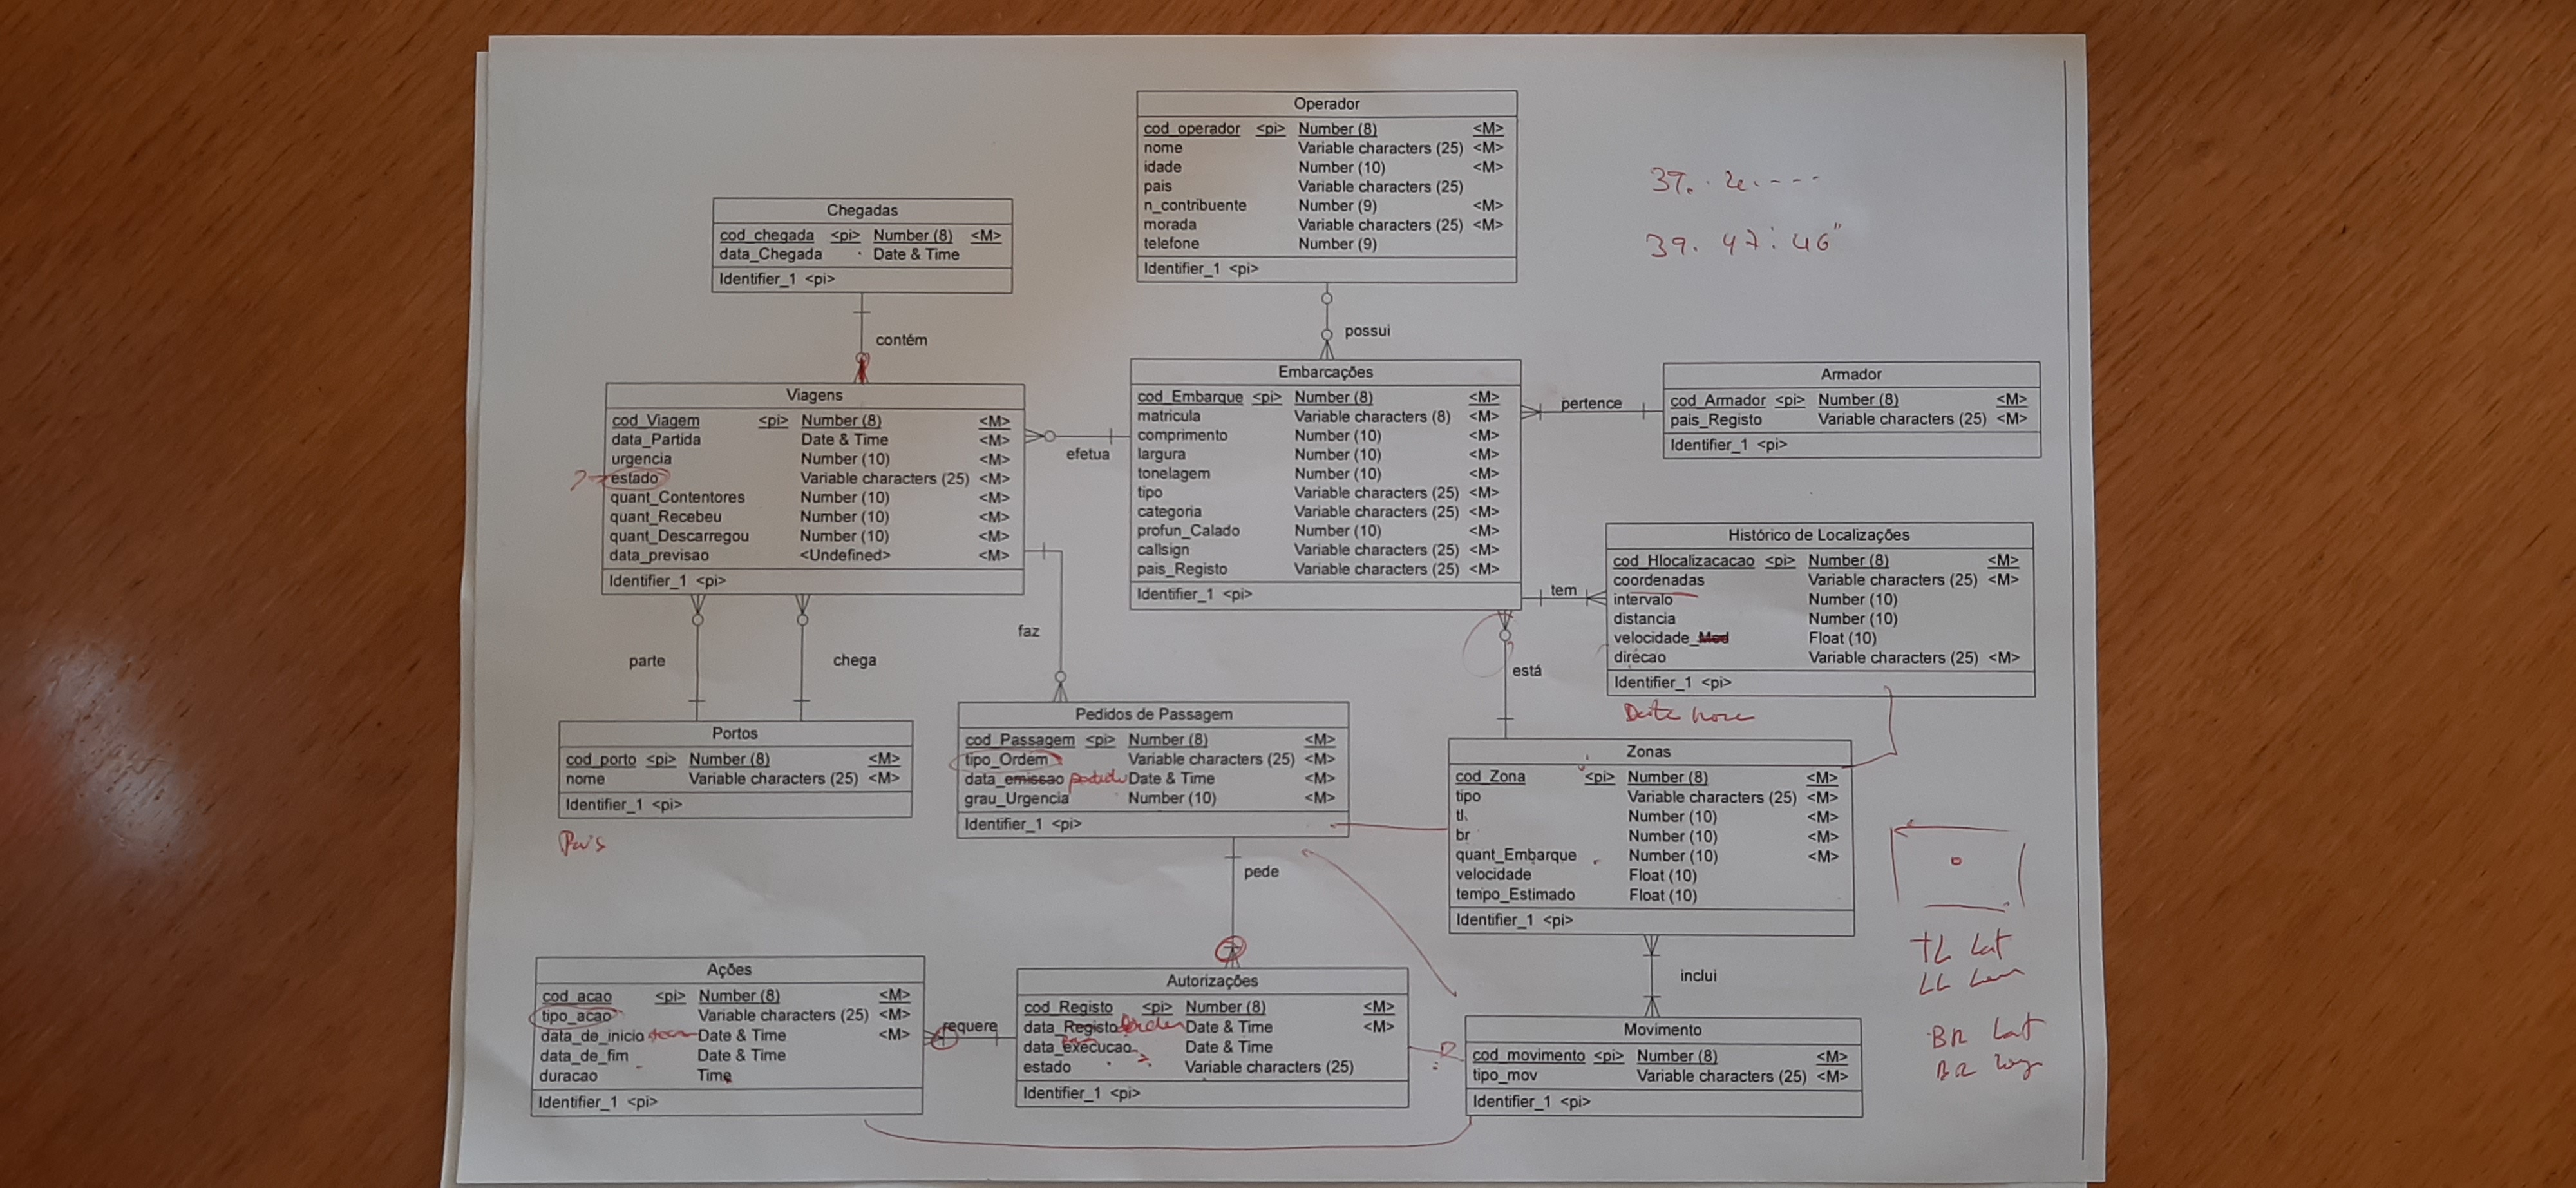 Operador
cod_operador <pi> Number (8) <M>
nome Variable characters (25) <M>
idade Number (10) <M>
pais Variable characters (25)
n_contribuente Number (9) <M>
morada Variable characters (25) <M>
telefone Number (9)
Identifier_1 <pi>
39. 47: 46"
Chegadas
cod_chegada <pi> Number (8) <M>
data_Chegada Date & Time
Identifier_1 <pi>
contém
possui
Viagens
cod_Viagem <pi> Number (8) <M>
data_Partida Date & Time <M>
urgencia Number (10) <M>
? estado Variable characters (25) <M>
quant_Contentores Number (10) <M>
quant_Recebeu Number (10) <M>
quant_Descarregou Number (10) <M>
data_previsao <Undefined> <M>
Identifier_1 <pi>
efetua
Embarcações
cod_Embarque <pi> Number (8) <M>
matricula Variable characters (8) <M>
comprimento Number (10) <M>
largura Number (10) <M>
tonelagem Number (10) <M>
tipo Variable characters (25) <M>
categoria Variable characters (25) <M>
profun_Calado Number (10) <M>
callsign Variable characters (25) <M>
pais_Registo Variable characters (25) <M>
Identifier_1 <pi>
pertence
Armador
cod_Armador <pi> Number (8) <M>
pais_Registo Variable characters (25) <M>
Identifier_1 <pi>
tem
Histórico de Localizações
cod_Hlocalizacacao <pi> Number (8) <M>
coordenadas Variable characters (25) <M>
intervalo Number (10)
distancia Number (10)
velocidade_Med Float (10)
direcao Variable characters (25) <M>
Identifier_1 <pi>
Data hora
faz
parte
chega
está
Portos
cod_porto <pi> Number (8) <M>
nome Variable characters (25) <M>
Identifier_1 <pi>
País
Pedidos de Passagem
cod_Passagem <pi> Number (8) <M>
tipo_Ordem Variable characters (25) <M>
data_emissao pedido Date & Time <M>
grau_Urgencia Number (10) <M>
Identifier_1 <pi>
pede
Zonas
cod_Zona <pi> Number (8) <M>
tipo Variable characters (25) <M>
tl Number (10) <M>
br Number (10) <M>
quant_Embarque Number (10) <M>
velocidade Float (10)
tempo_Estimado Float (10)
Identifier_1 <pi>
inclui
TL Lat
BR Lat
Ações
cod_acao <pi> Number (8) <M>
tipo_acao Variable characters (25) <M>
data_de_inicio Date & Time <M>
data_de_fim Date & Time
duracao Time
Identifier_1 <pi>
requere
Autorizações
cod_Registo <pi> Number (8) <M>
data_Registo Date & Time <M>
data_execucao Date & Time
estado Variable characters (25)
Identifier_1 <pi>
Movimento
cod_movimento <pi> Number (8) <M>
tipo_mov Variable characters (25) <M>
Identifier_1 <pi>